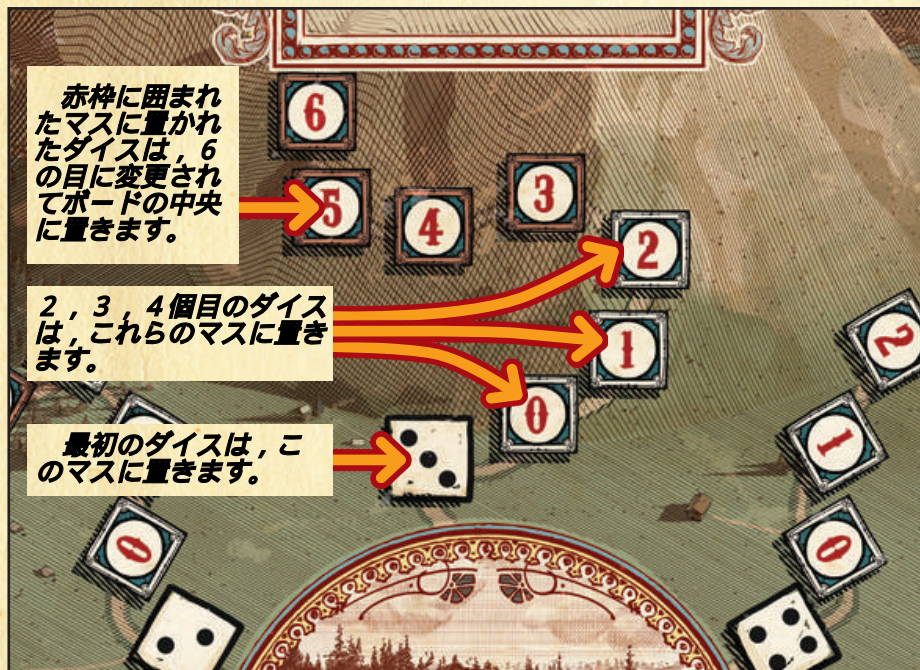 6
赤枠に囲まれ
たマスに置かれ
たダイスは，6
の目に変更され
てボードの中央
に置きます。
5
4
3
2
2，3，4個目のダイス
は，これらのマスに置き
ます。
1
0
最初のダイスは，こ
のマスに置きます。
0
2
1
0